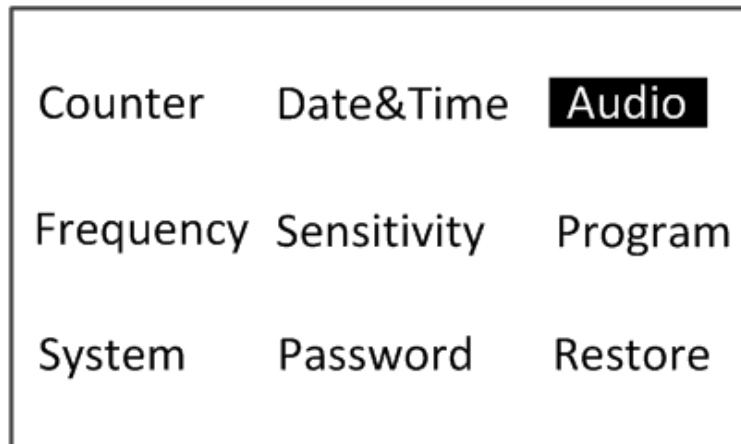 Counter Date&Time Audio
Frequency Sensitivity Program
System Password Restore